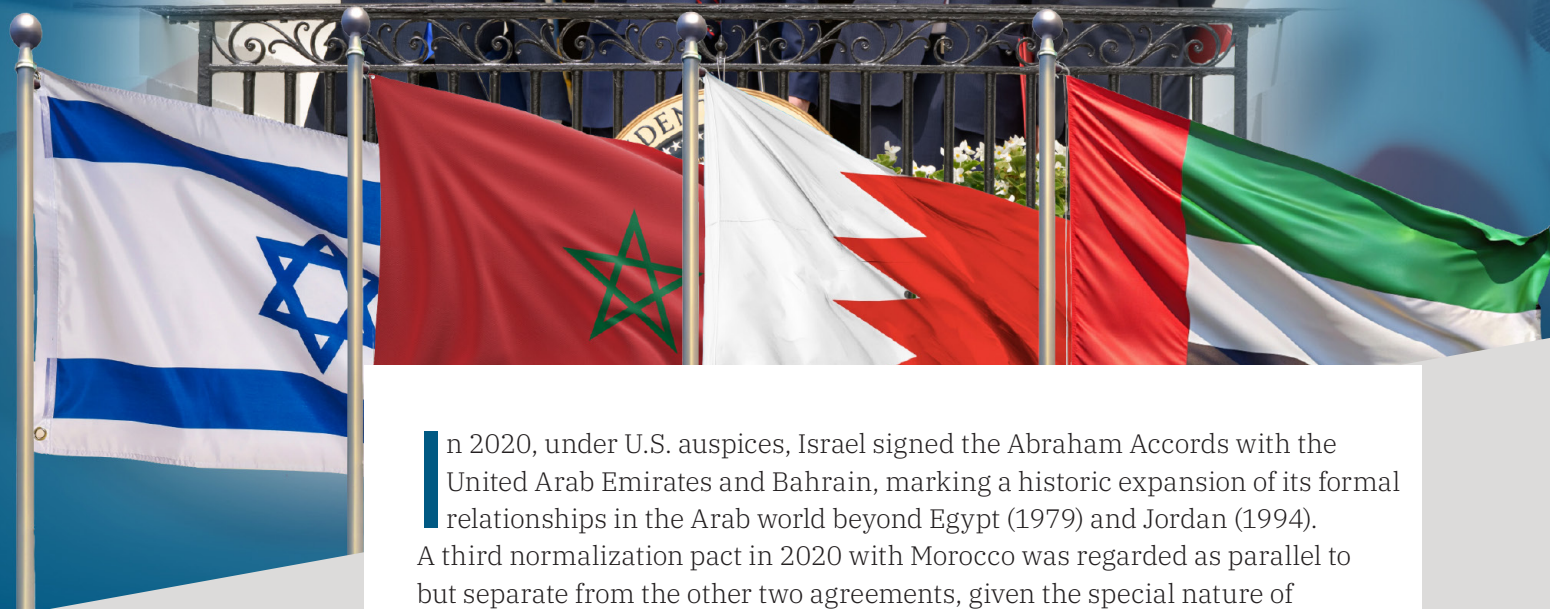 DEN
In 2020, under U.S. auspices, Israel signed the Abraham Accords with the
United Arab Emirates and Bahrain, marking a historic expansion of its formal
relationships in the Arab world beyond Egypt (1979) and Jordan (1994).
A third normalization pact in 2020 with Morocco was regarded as parallel to
but separate from the other two agreements, given the special nature of